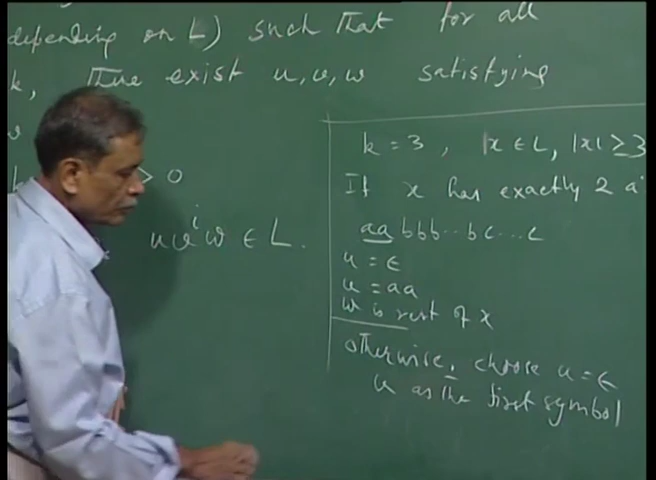 depending on L) such that for all
k, there exist u, v, w satisfying
> 0
u v^i w ∈ L.
k = 3, x ∈ L, |x| ≥ 3
If x has exactly 2 a'
aa bbb...b c...c
u = ε
v = aa
w is rest of x
otherwise, choose u = ε
v as the first symbol